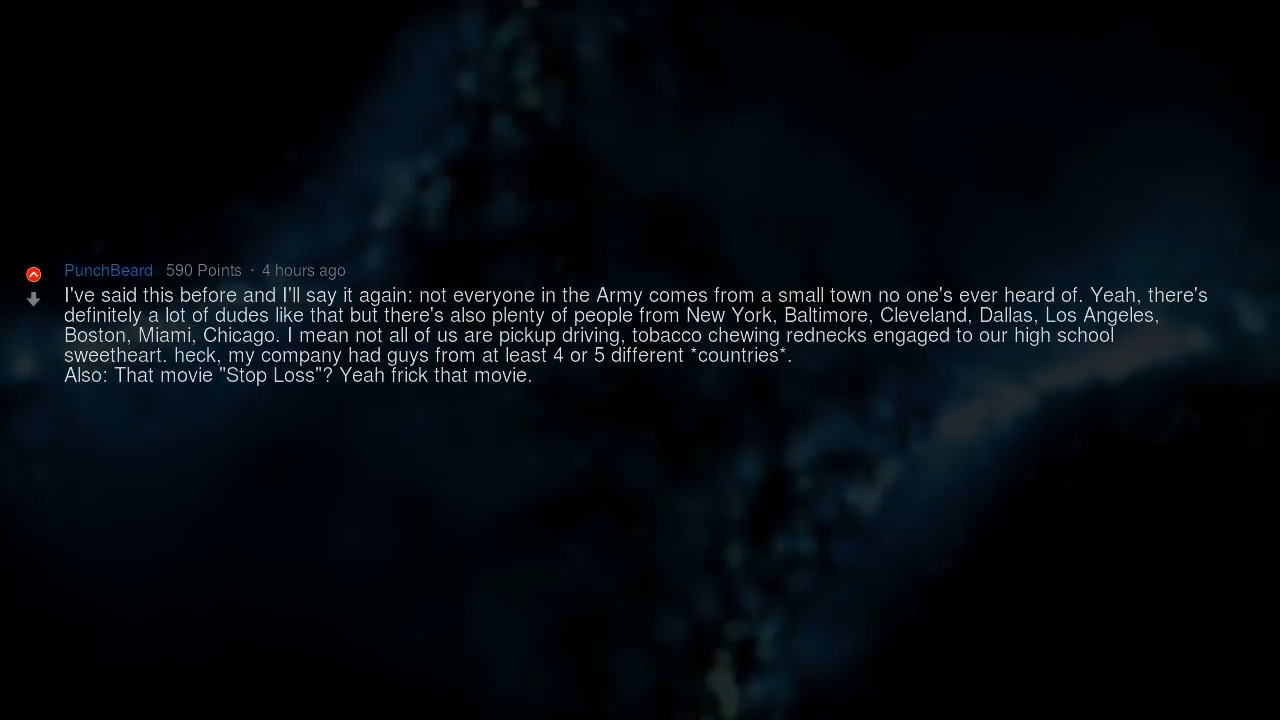 PunchBeard 590 Points · 4 hours ago
I've said this before and I'll say it again: not everyone in the Army comes from a small town no one's ever heard of. Yeah, there's
definitely a lot of dudes like that but there's also plenty of people from New York, Baltimore, Cleveland, Dallas, Los Angeles,
Boston, Miami, Chicago. I mean not all of us are pickup driving, tobacco chewing rednecks engaged to our high school
sweetheart. heck, my company had guys from at least 4 or 5 different *countries*.
Also: That movie "Stop Loss"? Yeah frick that movie.